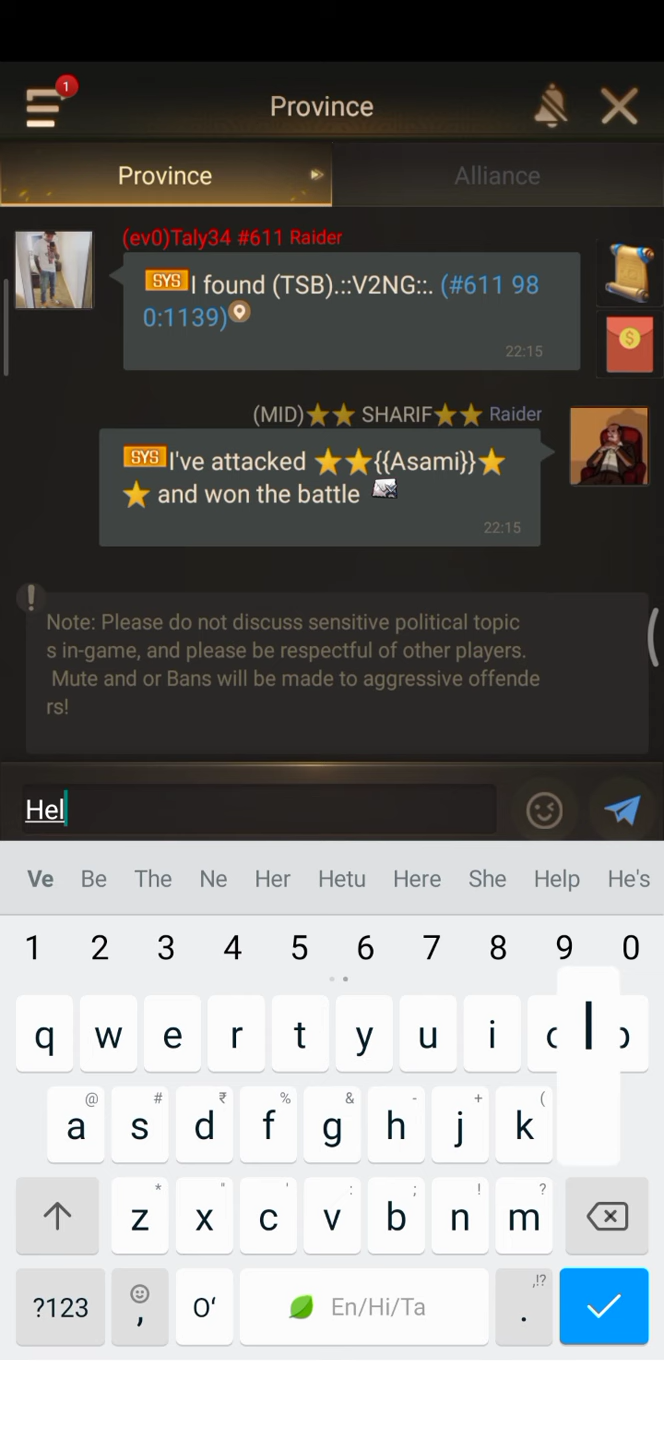 1
Province
Province
Alliance
(ev0)Taly34 #611 Raider
SYS I found (TSB).::V2NG::. (#611 98
0:1139)
22:15
(MID)⭐⭐ SHARIF⭐⭐ Raider
SYS I've attacked ⭐⭐{{Asami}}⭐
⭐ and won the battle
22:15
!
Note: Please do not discuss sensitive political topic
s in-game, and please be respectful of other players.
Mute and or Bans will be made to aggressive offende
rs!
Hel
Ve Be The Ne Her Hetu Here She Help He's
1 2 3 4 5 6 7 8 9 0
q w e r t y u i o l p
@ # ₹ % & - + (
a s d f g h j k
* " ' : ; ! ?
z x c v b n m
,!?
?123 , O‘ En/Hi/Ta .